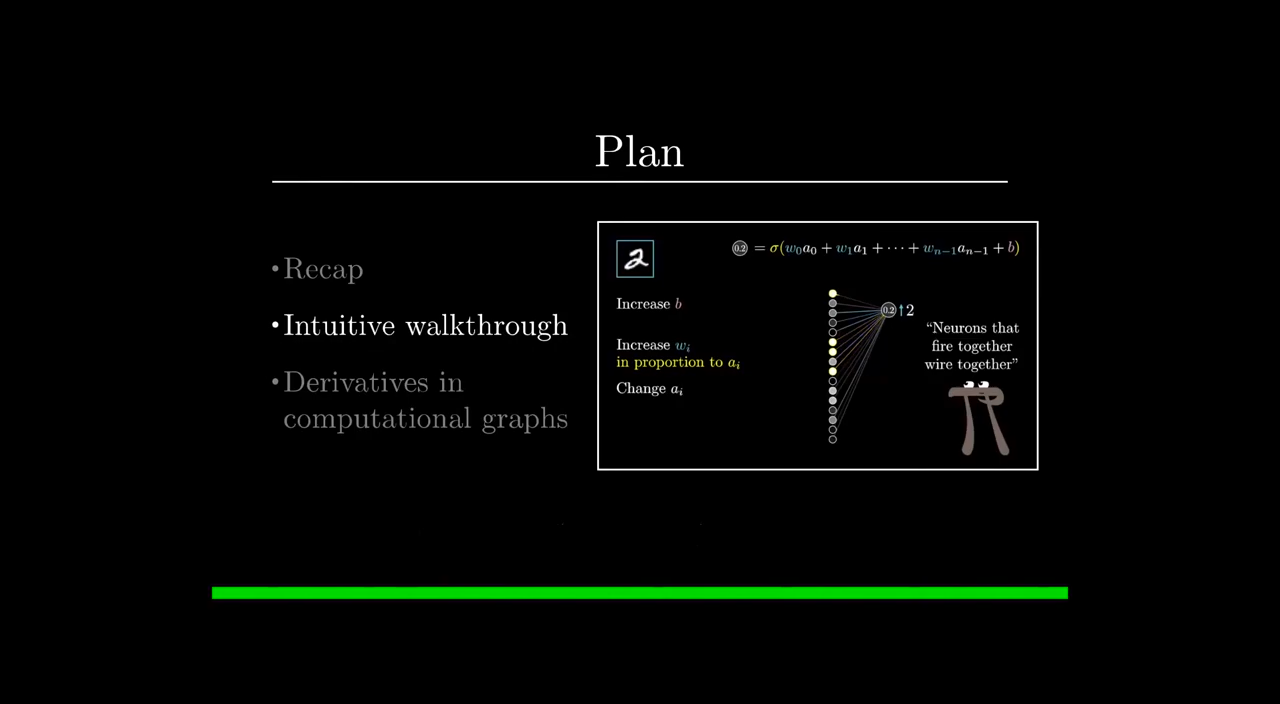 Plan
•Recap
•Intuitive walkthrough
•Derivatives in
computational graphs
2
0.2 = σ(w₀a₀ + w₁a₁ + ⋯ + wₙ₋₁aₙ₋₁ + b)
Increase b
Increase wᵢ
in proportion to aᵢ
Change aᵢ
0.2 ↑2
“Neurons that
fire together
wire together”